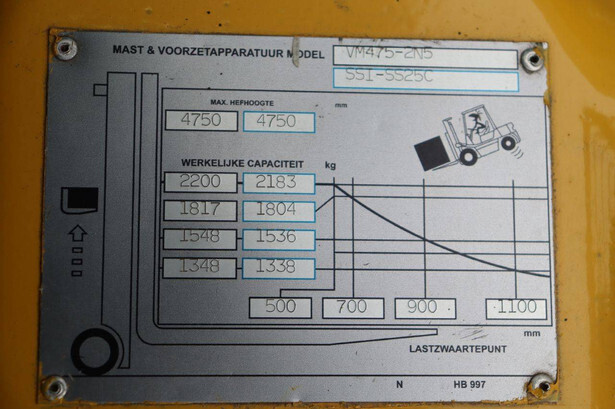 MAST & VOORZETAPPARATUUR MODEL VM475-2N5
SS1-SS25C
MAX. HEFHOOGTE mm
4750 4750
WERKELIJKE CAPACITEIT kg
2200 2183
1817 1804
1548 1536
1348 1338
500 700 900 1100
mm
LASTZWAARTEPUNT
N HB 997